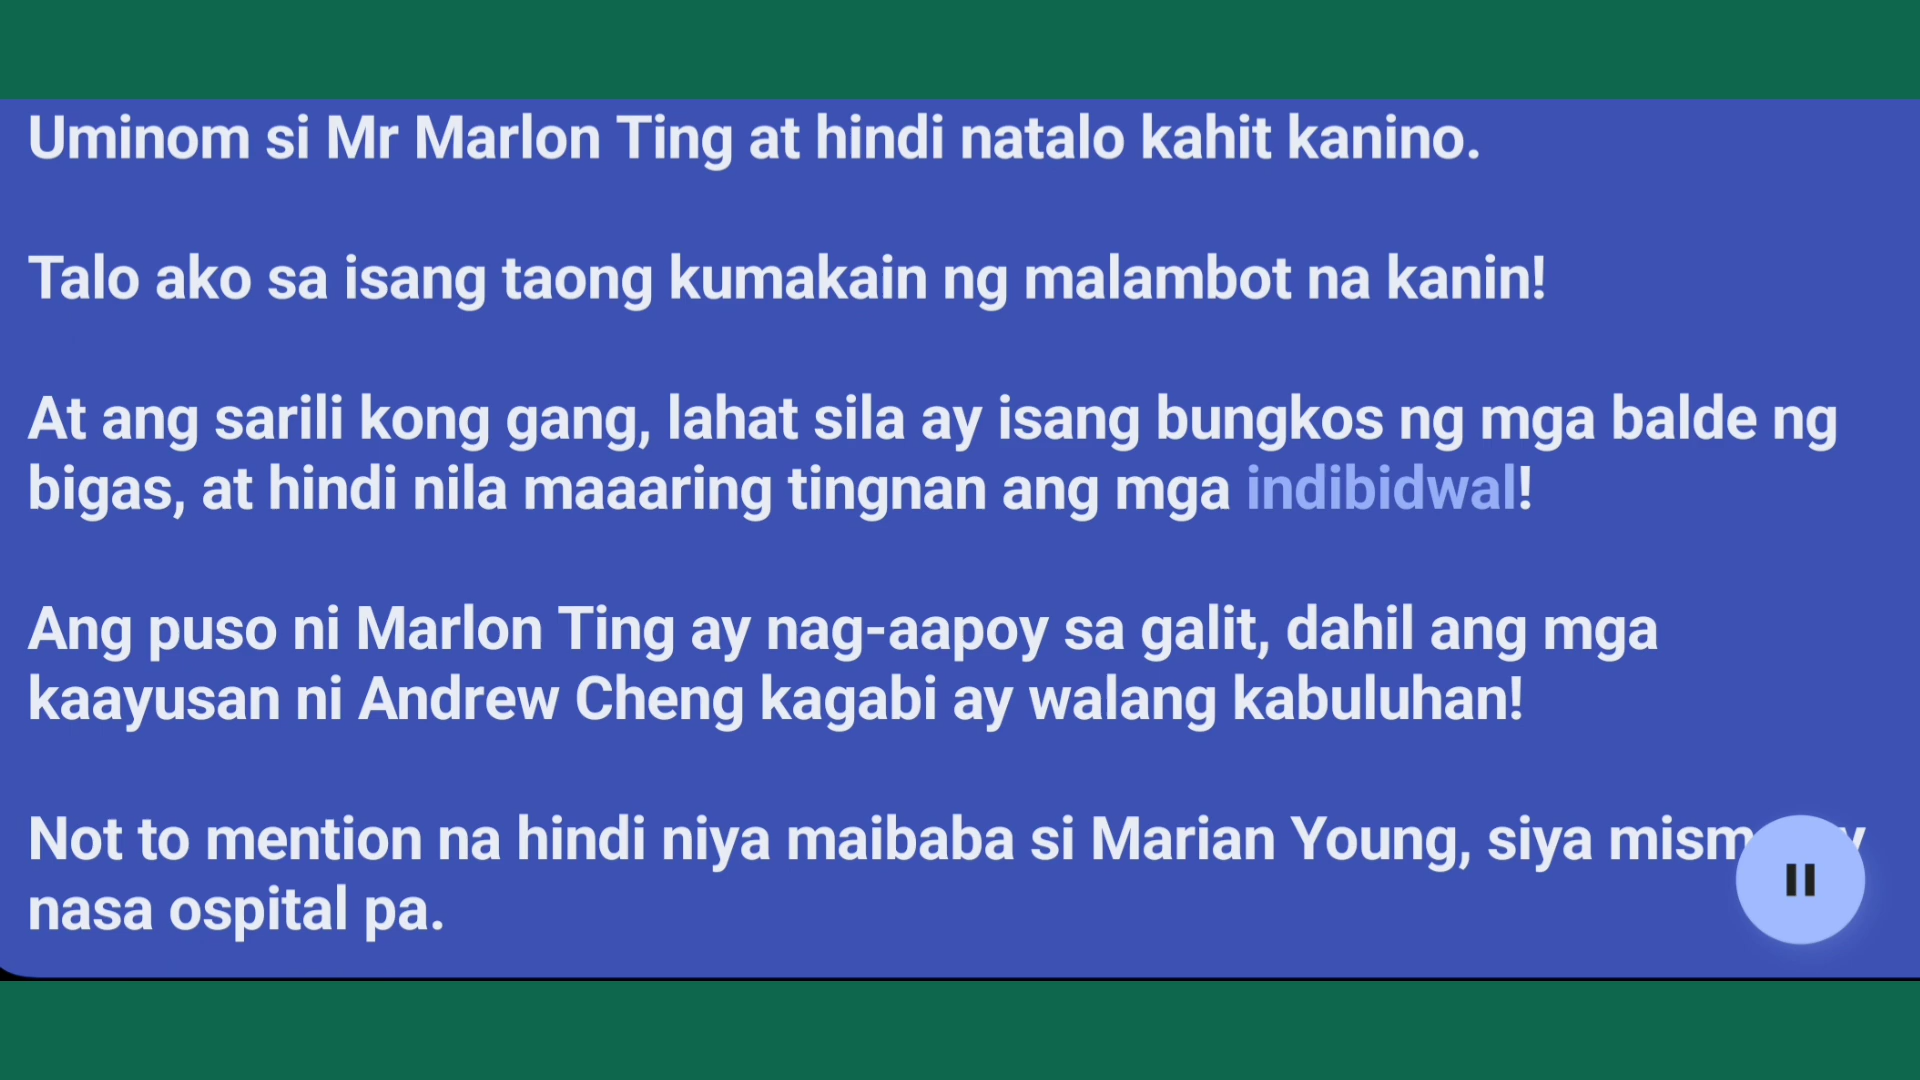 Uminom si Mr Marlon Ting at hindi natalo kahit kanino.
Talo ako sa isang taong kumakain ng malambot na kanin!
At ang sarili kong gang, lahat sila ay isang bungkos ng mga balde ng
bigas, at hindi nila maaaring tingnan ang mga indibidwal!
Ang puso ni Marlon Ting ay nag-aapoy sa galit, dahil ang mga
kaayusan ni Andrew Cheng kagabi ay walang kabuluhan!
Not to mention na hindi niya maibaba si Marian Young, siya
nasa ospital pa.